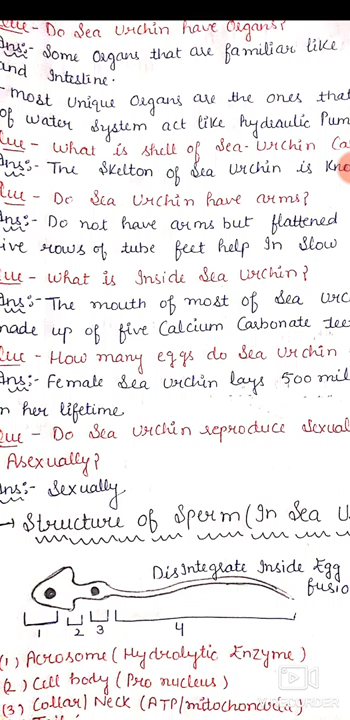 Que - Do Sea Urchin have Organs?
Ans:- Some Organs that are familiar like
and Intestine.
- most Unique Organs are the ones that
of water System act like hydraulic Pum
Que - What is shell of Sea-Urchin Ca
Ans:- The Skelton of Sea Urchin is Kno
Que - Do Sea Urchin have arms?
Ans:- Do not have arms but flattened
ive rows of tube feet help In Slow
Que - What is Inside Sea Urchin?
Ans:- The mouth of most of Sea Urc
made up of five Calcium Carbonate tee
Que - How many eggs do Sea Urchin
Ans:- Female Sea Urchin lays 500 mil
n her lifetime.
Que - Do Sea Urchin reproduce Sexual
Asexually?
Ans:- Sexually
→ Structure of Sperm (In Sea U
DisIntegrate Inside Egg
fusio
1 2 3 4
(1) Acrosome (Hydrolytic Enzyme)
(2) Cell body (Pro nucleus)
(3) Collar/Neck (ATP/mitochondria)